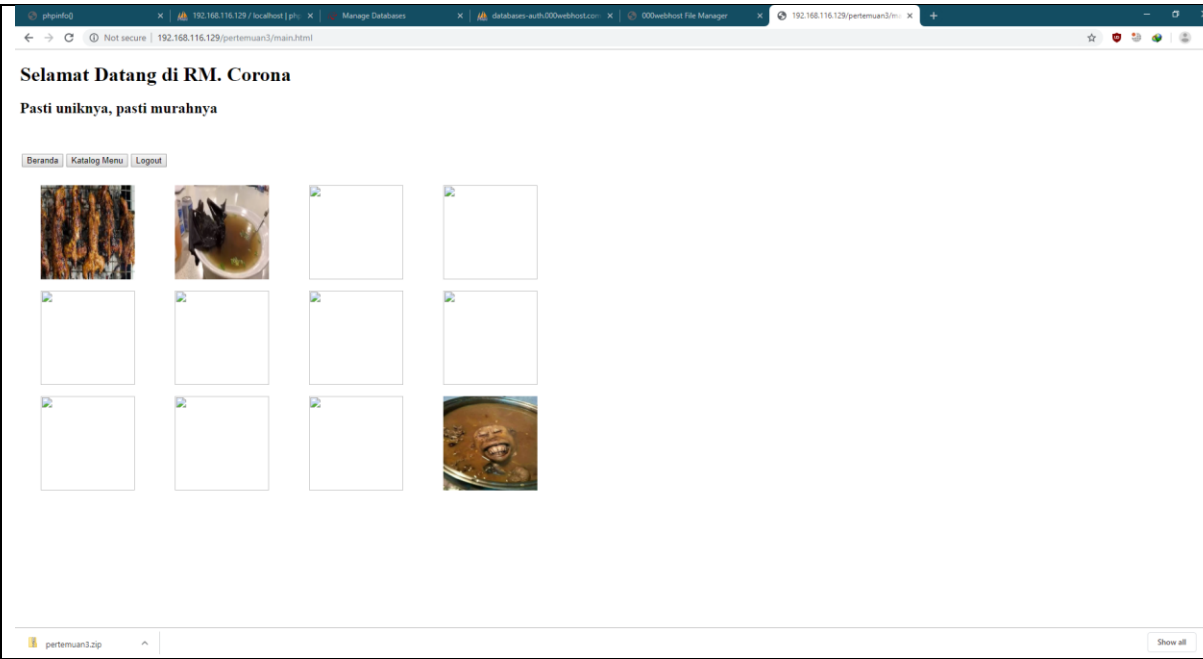 phpinfo()
192.168.116.129 / localhost | php
Manage Databases
databases-auth.000webhost.com
000webhost File Manager
192.168.116.129/pertemuan3/ma
Not secure | 192.168.116.129/pertemuan3/main.html
Selamat Datang di RM. Corona
Pasti uniknya, pasti murahnya
Beranda Katalog Menu Logout
pertemuan3.zip
Show all